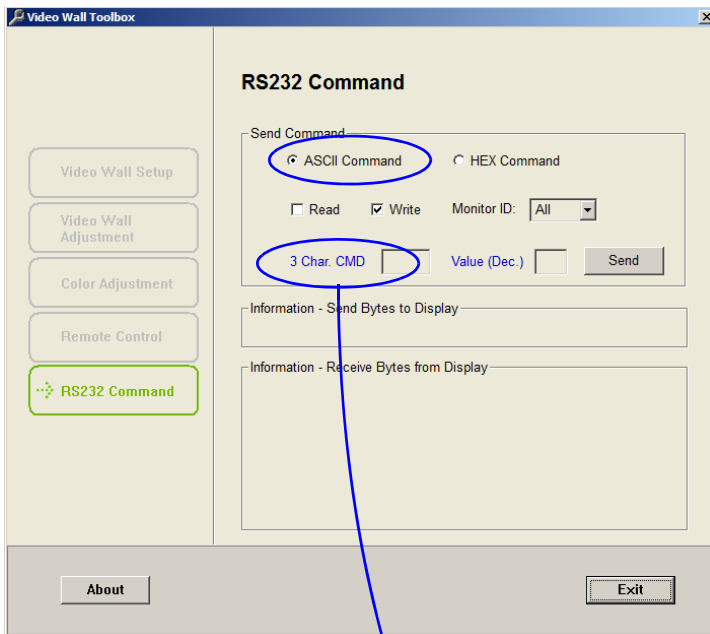 Video Wall Toolbox
RS232 Command
Send Command
ASCII Command HEX Command
Read Write Monitor ID: All
3 Char. CMD Value (Dec.) Send
Information - Send Bytes to Display
Information - Receive Bytes from Display
Video Wall Setup
Video Wall
Adjustment
Color Adjustment
Remote Control
RS232 Command
About Exit